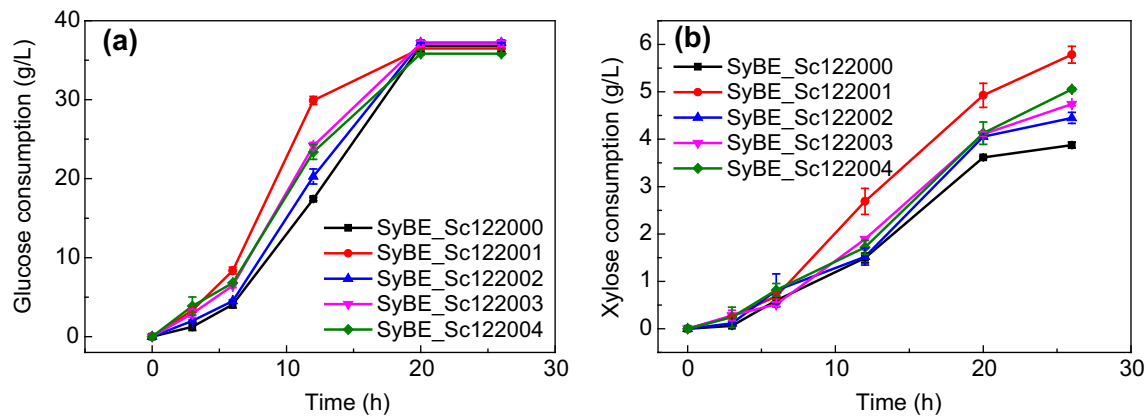 (a)
Glucose consumption (g/L)
40
30
20
10
0
SyBE_Sc122000
SyBE_Sc122001
SyBE_Sc122002
SyBE_Sc122003
SyBE_Sc122004
0 10 20 30
Time (h)
(b)
Xylose consumption (g/L)
6
5
4
3
2
1
0
SyBE_Sc122000
SyBE_Sc122001
SyBE_Sc122002
SyBE_Sc122003
SyBE_Sc122004
0 10 20 30
Time (h)